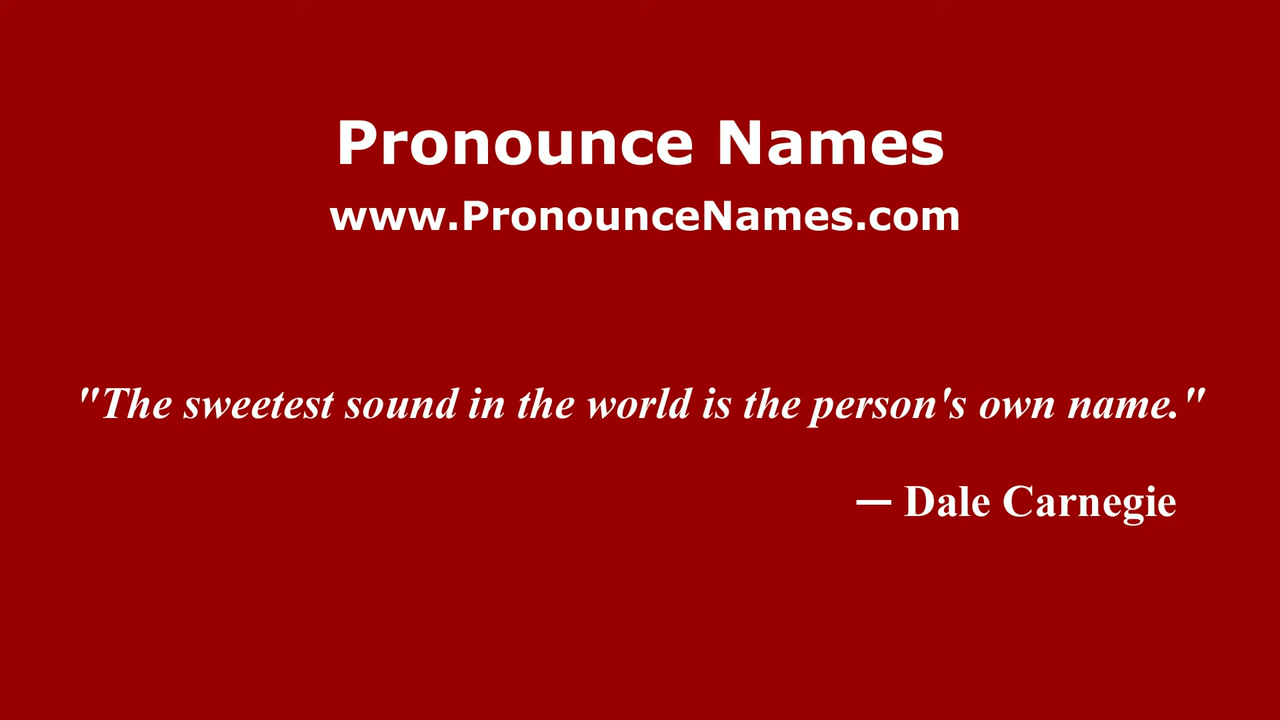 Pronounce Names
www.PronounceNames.com
"The sweetest sound in the world is the person's own name."
— Dale Carnegie